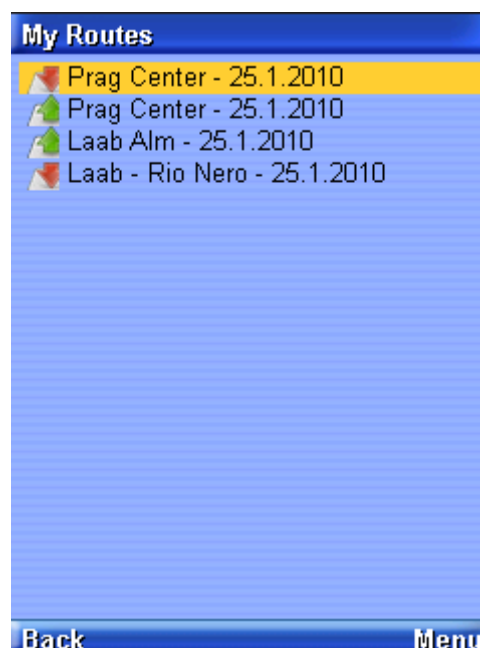 My Routes
Prag Center - 25.1.2010
Prag Center - 25.1.2010
Laab Alm - 25.1.2010
Laab - Rio Nero - 25.1.2010
Back Menu